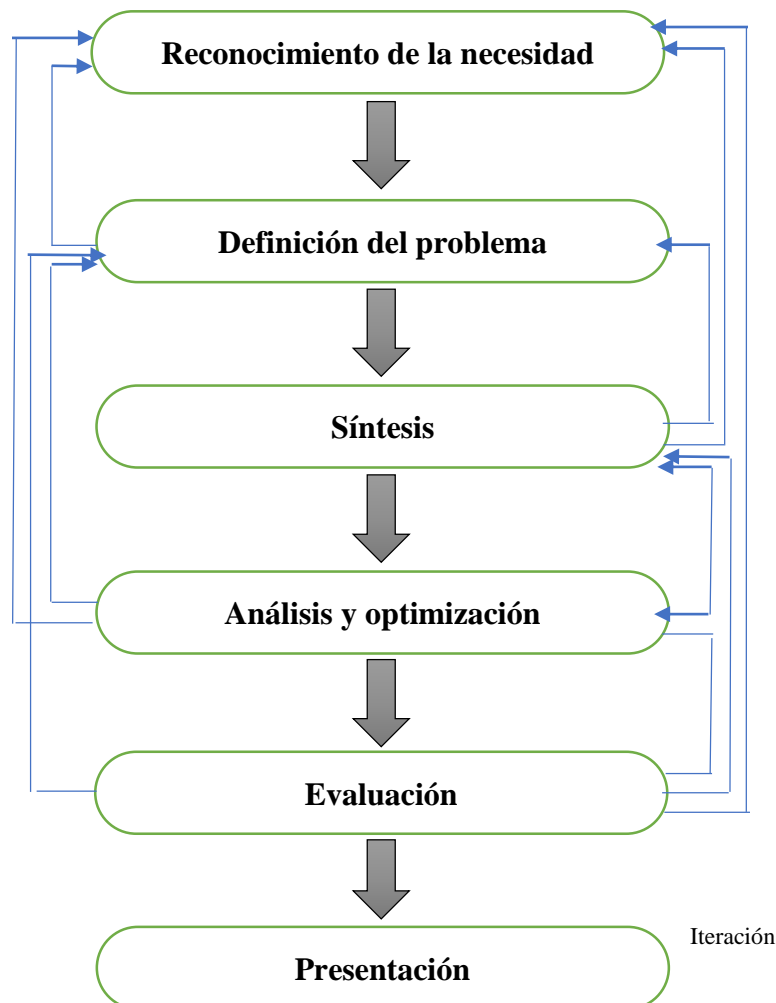 Reconocimiento de la necesidad
Definición del problema
Síntesis
Análisis y optimización
Evaluación
Iteración
Presentación